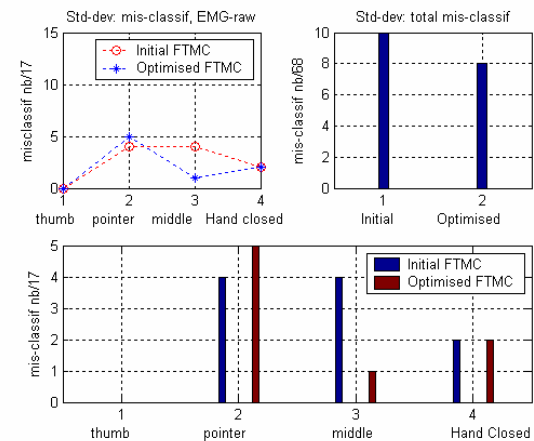 Std-dev: mis-classif, EMG-raw
15
10
5
0
misclassif nb/17
Initial FTMC
Optimised FTMC
1 2 3 4
thumb pointer middle Hand closed
Std-dev: total mis-classif
10
8
6
4
2
0
mis-classif nb/68
1 2
Initial Optimised
5
4
3
2
1
0
mis-classif nb/17
Initial FTMC
Optimised FTMC
1 2 3 4
thumb pointer middle Hand Closed